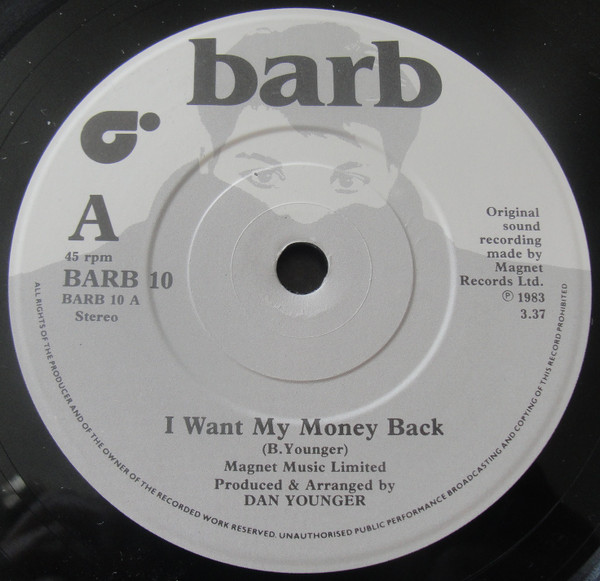 barb
A
45 rpm
BARB 10
BARB 10 A
Stereo
Original
sound
recording
made by
Magnet
Records Ltd.
℗ 1983
3.37
I Want My Money Back
(B. Younger)
Magnet Music Limited
Produced & Arranged by
DAN YOUNGER
ALL RIGHTS OF THE PRODUCER AND OF THE OWNER OF THE RECORDED WORK RESERVED. UNAUTHORISED PUBLIC PERFORMANCE BROADCASTING AND COPYING OF THIS RECORD PROHIBITED